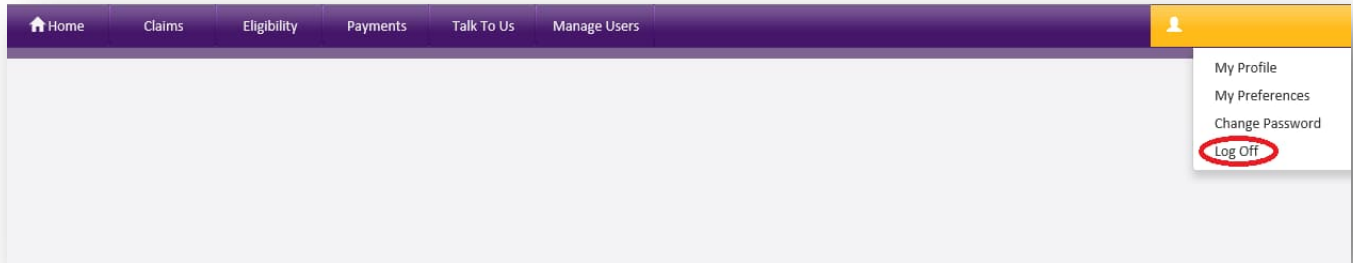 Home Claims Eligibility Payments Talk To Us Manage Users
My Profile
My Preferences
Change Password
Log Off